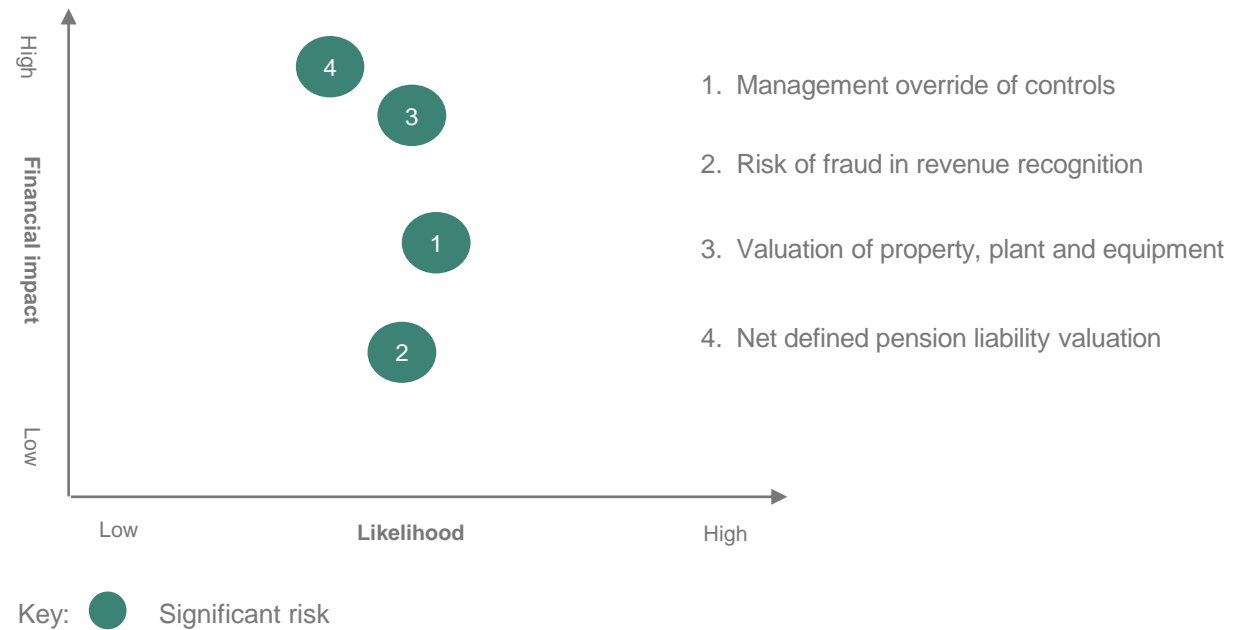 High
Financial impact
Low
4
3
1
2
Low
Likelihood
High
1. Management override of controls
2. Risk of fraud in revenue recognition
3. Valuation of property, plant and equipment
4. Net defined pension liability valuation
Key:
Significant risk